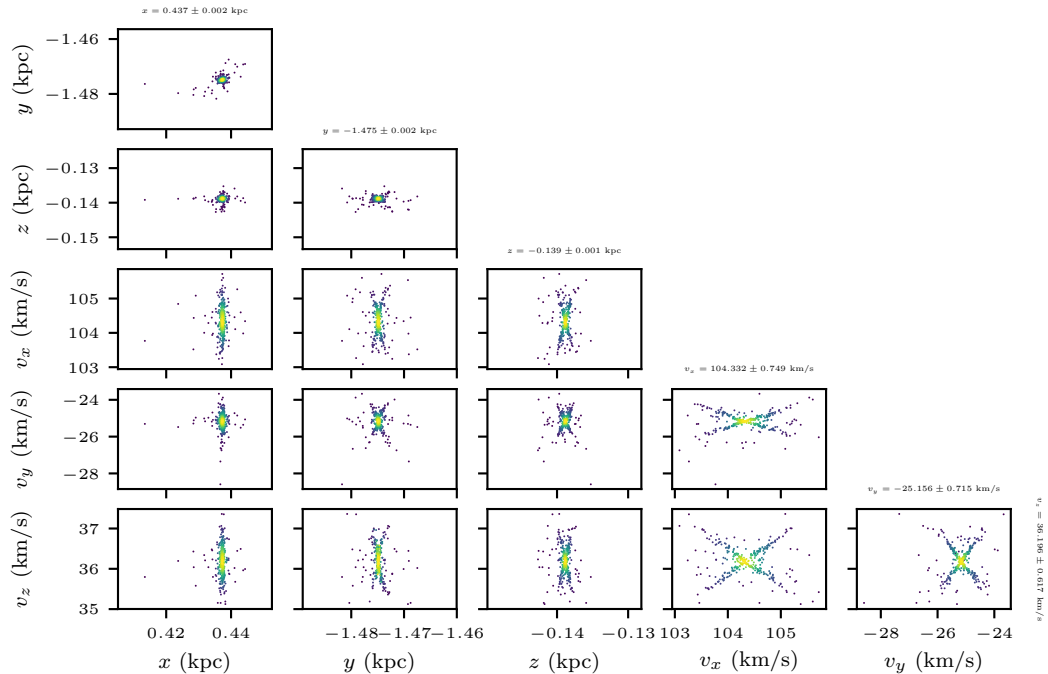 x = 0.437 ± 0.002 kpc
−1.46
−1.48
y (kpc)
y = −1.475 ± 0.002 kpc
−0.13
−0.14
−0.15
z (kpc)
z = −0.139 ± 0.001 kpc
105
104
103
v_x (km/s)
v_x = 104.332 ± 0.749 km/s
−24
−26
−28
v_y (km/s)
v_y = −25.156 ± 0.715 km/s
37
36
35
v_z (km/s)
v_z = 36.196 ± 0.617 km/s
0.42 0.44
−1.48 −1.47 −1.46
−0.14 −0.13
103 104 105
−28 −26 −24
x (kpc)
y (kpc)
z (kpc)
v_x (km/s)
v_y (km/s)